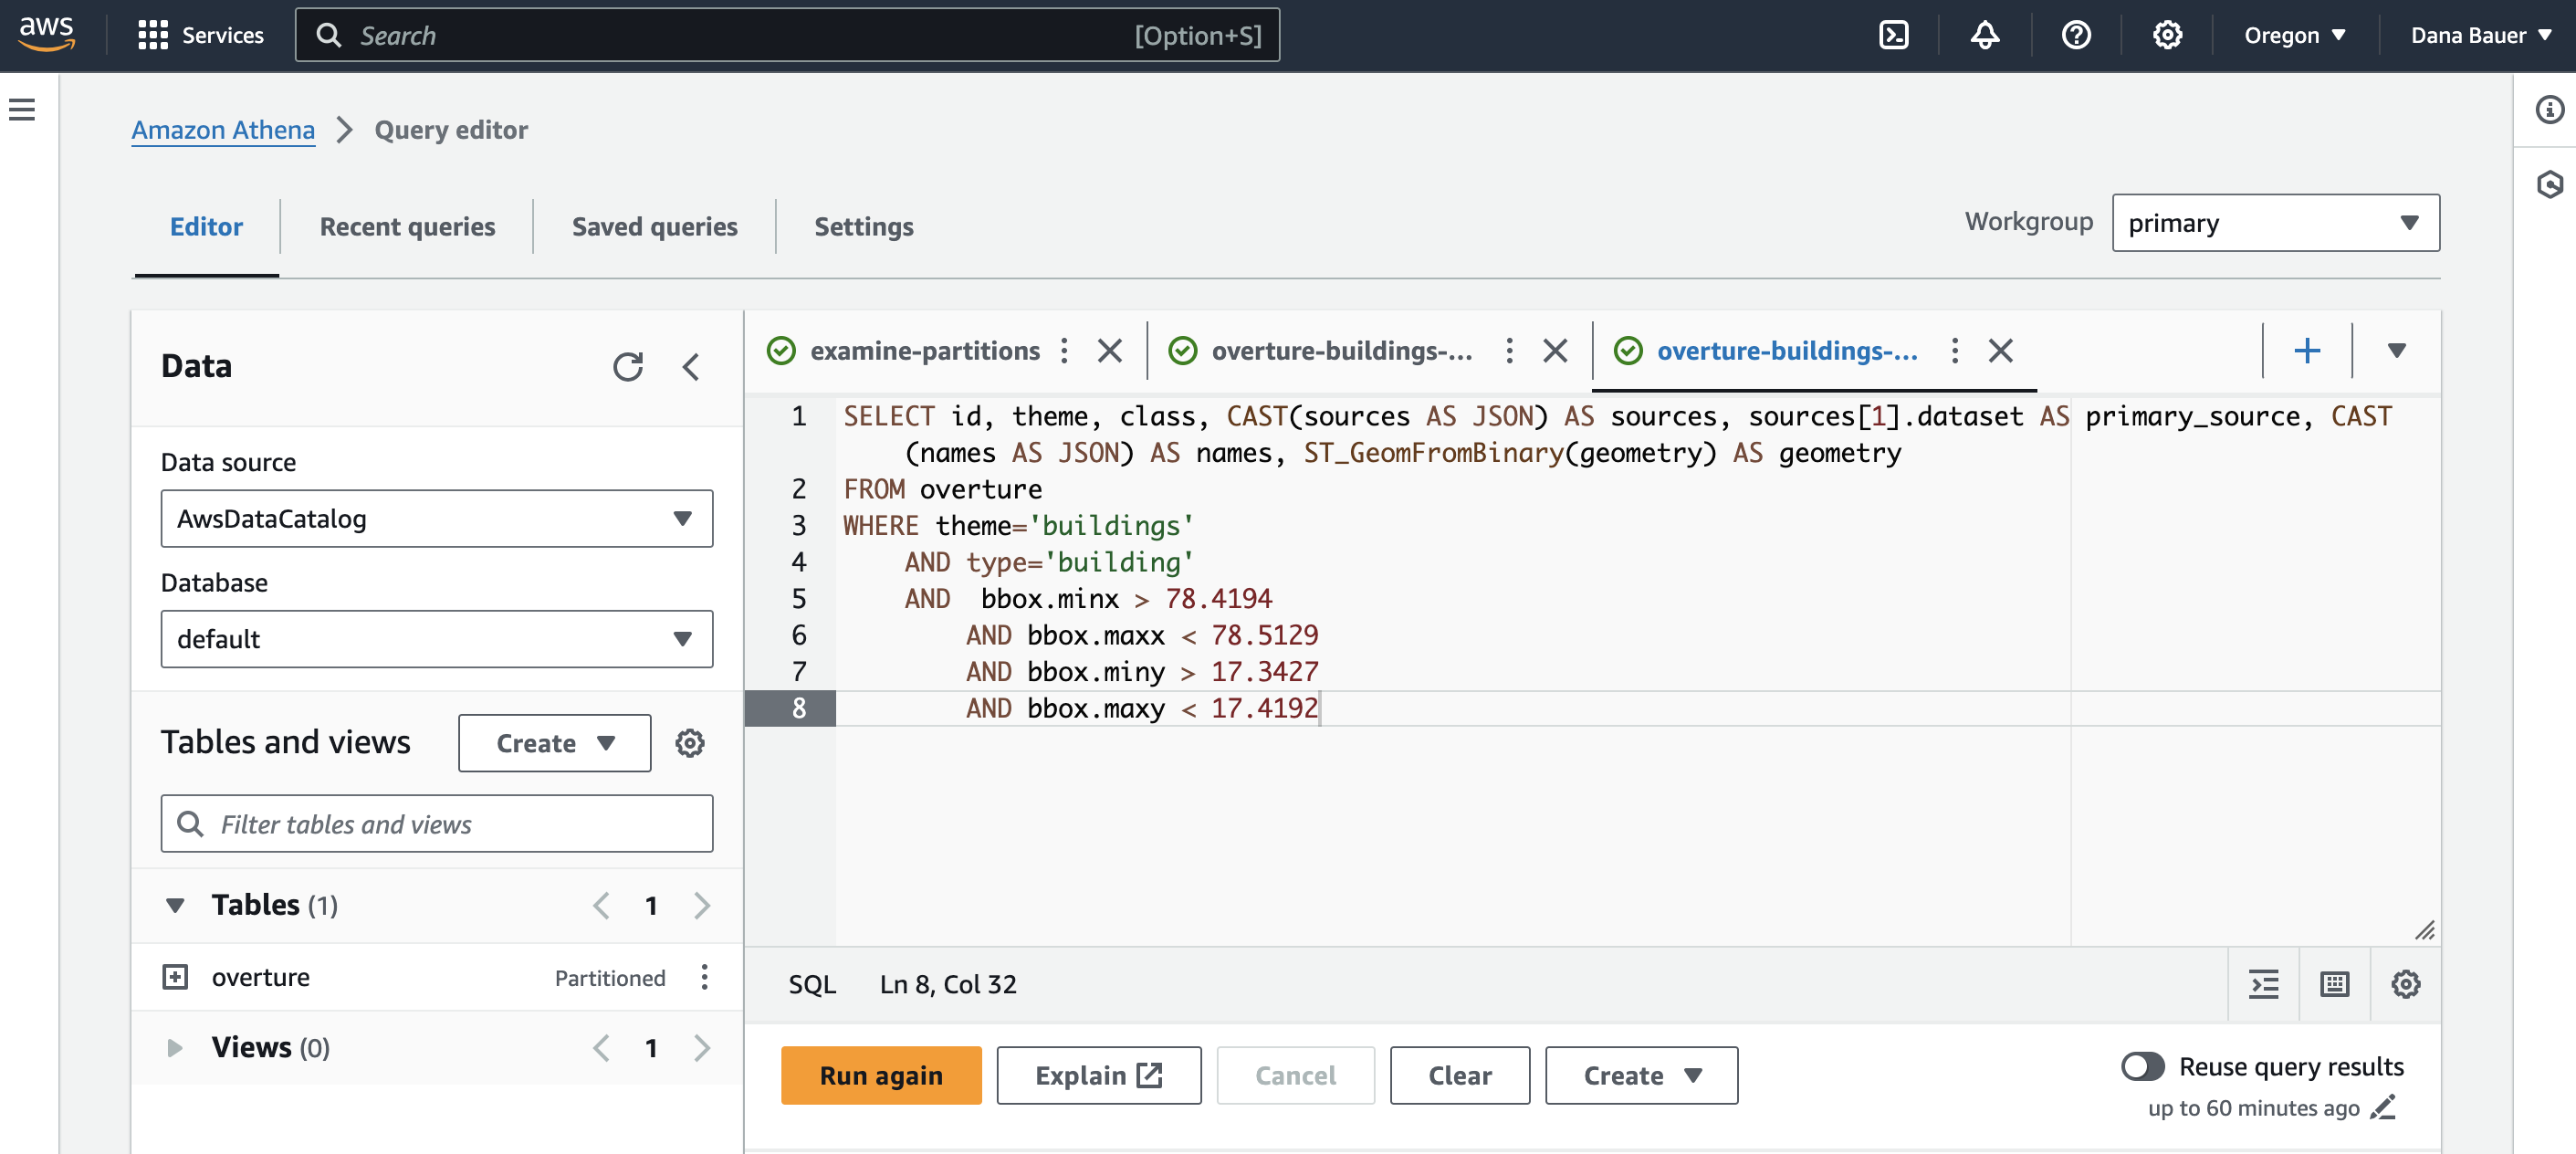 aws
Services
Search
[Option+S]
Oregon
Dana Bauer
Amazon Athena
Query editor
Editor
Recent queries
Saved queries
Settings
Workgroup
primary
Data
Data source
AwsDataCatalog
Database
default
Tables and views
Create
Filter tables and views
Tables (1)
1
overture
Partitioned
Views (0)
1
examine-partitions
overture-buildings-...
overture-buildings-...
1 SELECT id, theme, class, CAST(sources AS JSON) AS sources, sources[1].dataset AS primary_source, CAST
(names AS JSON) AS names, ST_GeomFromBinary(geometry) AS geometry
2 FROM overture
3 WHERE theme='buildings'
4 AND type='building'
5 AND  bbox.minx > 78.4194
6 AND bbox.maxx < 78.5129
7 AND bbox.miny > 17.3427
8 AND bbox.maxy < 17.4192
SQL
Ln 8, Col 32
Run again
Explain
Cancel
Clear
Create
Reuse query results
up to 60 minutes ago